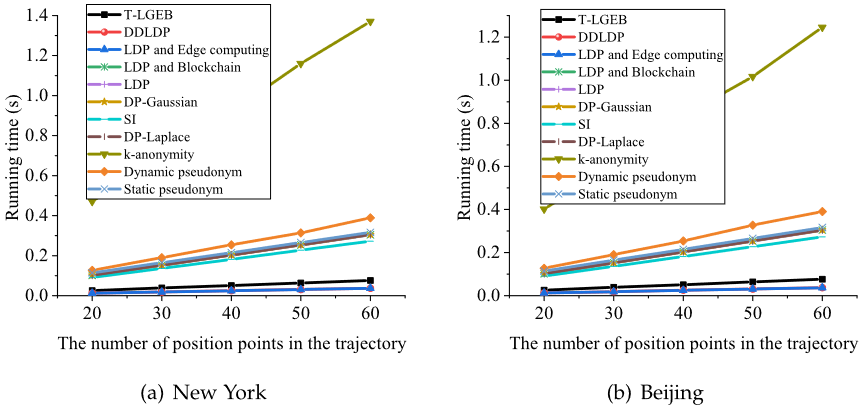 Running time (s)
1.4
1.2
1.0
0.8
0.6
0.4
0.2
0.0
T-LGEB
DDLDP
LDP and Edge computing
LDP and Blockchain
LDP
DP-Gaussian
SI
DP-Laplace
k-anonymity
Dynamic pseudonym
Static pseudonym
20 30 40 50 60
The number of position points in the trajectory
(a) New York
Running time (s)
1.2
1.0
0.8
0.6
0.4
0.2
0.0
T-LGEB
DDLDP
LDP and Edge computing
LDP and Blockchain
LDP
DP-Gaussian
SI
DP-Laplace
k-anonymity
Dynamic pseudonym
Static pseudonym
20 30 40 50 60
The number of position points in the trajectory
(b) Beijing